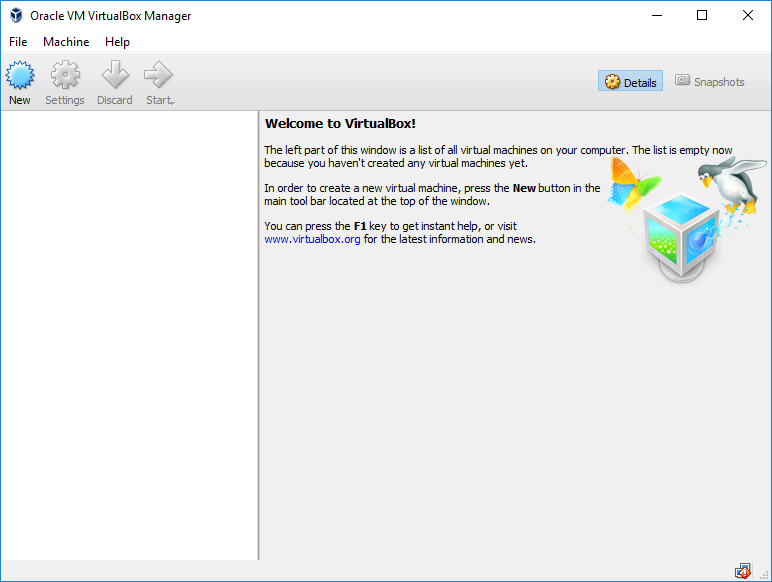 Oracle VM VirtualBox Manager
File Machine Help
New Settings Discard Start
Details Snapshots
Welcome to VirtualBox!
The left part of this window is a list of all virtual machines on your computer. The list is empty now
because you haven't created any virtual machines yet.
In order to create a new virtual machine, press the New button in the
main tool bar located at the top of the window.
You can press the F1 key to get instant help, or visit
www.virtualbox.org for the latest information and news.